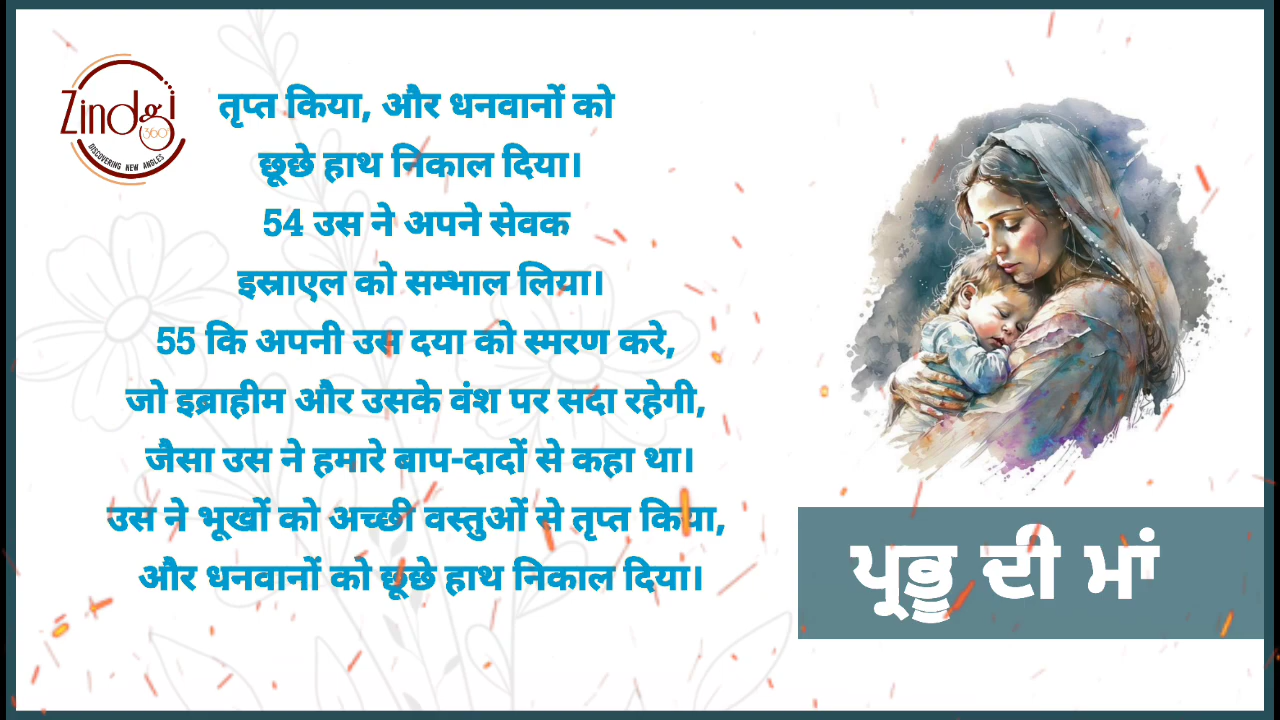 Zindgi
360°
DISCOVERING NEW ANGLES
तृप्त किया, और धनवानों को
छूछे हाथ निकाल दिया।
54 उस ने अपने सेवक
इस्राएल को सम्भाल लिया।
55 कि अपनी उस दया को स्मरण करे,
जो इब्राहीम और उसके वंश पर सदा रहेगी,
जैसा उस ने हमारे बाप-दादों से कहा था।
उस ने भूखों को अच्छी वस्तुओं से तृप्त किया,
और धनवानों को छूछे हाथ निकाल दिया।
ਪ੍ਰਭੂ ਦੀ ਮਾਂ